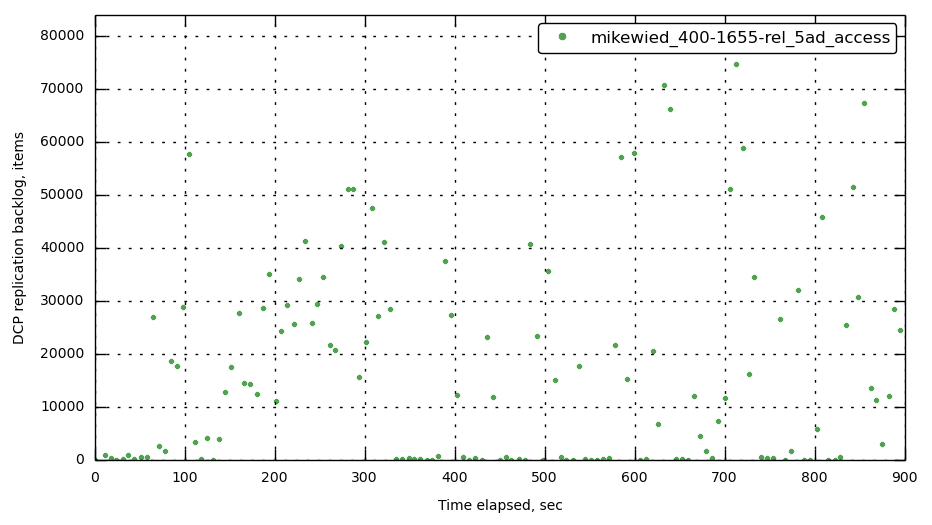 mikewied_400-1655-rel_5ad_access
80000
70000
60000
50000
40000
30000
20000
10000
0
DCP replication backlog, items
0 100 200 300 400 500 600 700 800 900
Time elapsed, sec